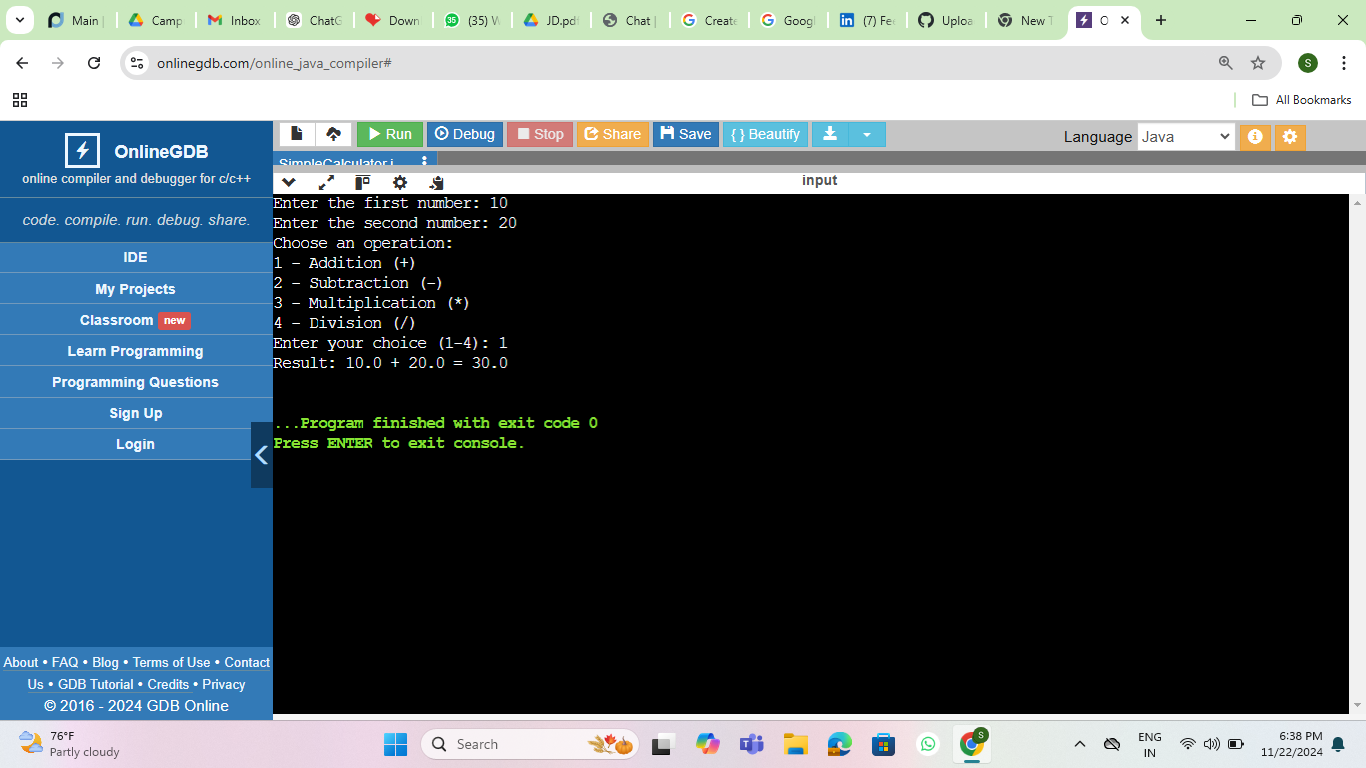 Main
Camp
Inbox
ChatG
Down
(35) W
JD.pdf
Chat |
Create
Googl
(7) Fee
Uploa
New T
O
onlinegdb.com/online_java_compiler#
S
All Bookmarks
OnlineGDB
online compiler and debugger for c/c++
code. compile. run. debug. share.
IDE
My Projects
Classroom new
Learn Programming
Programming Questions
Sign Up
Login
About • FAQ • Blog • Terms of Use • Contact
Us • GDB Tutorial • Credits • Privacy
© 2016 - 2024 GDB Online
Run Debug Stop Share Save { } Beautify
Language Java
SimpleCalculator.j
input
Enter the first number: 10
Enter the second number: 20
Choose an operation:
1 - Addition (+)
2 - Subtraction (-)
3 - Multiplication (*)
4 - Division (/)
Enter your choice (1-4): 1
Result: 10.0 + 20.0 = 30.0
...Program finished with exit code 0
Press ENTER to exit console.
76°F
Partly cloudy
Search
S
ENG
IN
6:38 PM
11/22/2024